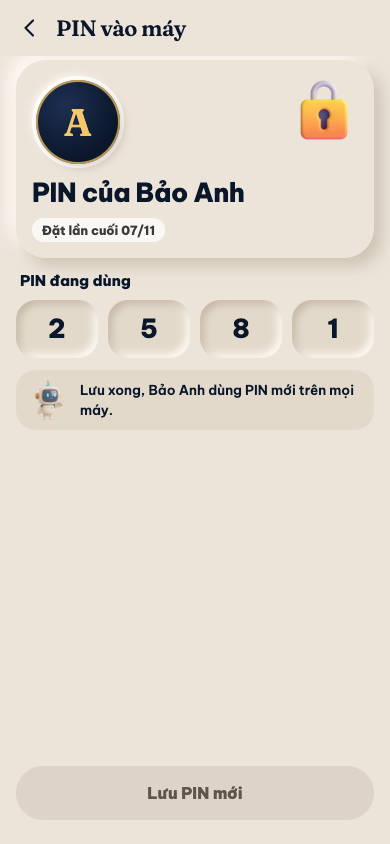 PIN vào máy
A
PIN của Bảo Anh
Đặt lần cuối 07/11
PIN đang dùng
2 5 8 1
Lưu xong, Bảo Anh dùng PIN mới trên mọi
máy.
Lưu PIN mới